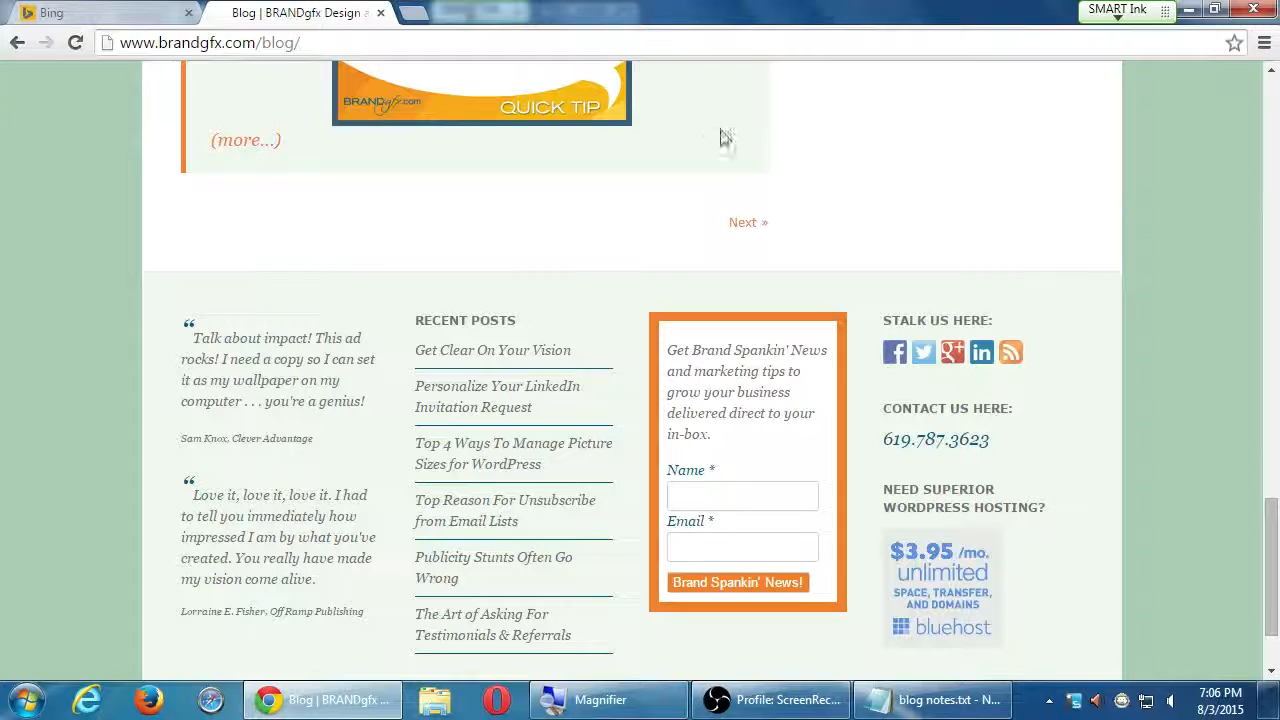 Bing
Blog | BRANDgfx Design a
SMART Ink
www.brandgfx.com/blog/
BRANDgfx.com
QUICK TIP
(more...)
Next »
“
Talk about impact! This ad
rocks! I need a copy so I can set
it as my wallpaper on my
computer . . . you're a genius!
Sam Knox, Clever Advantage
“
Love it, love it, love it. I had
to tell you immediately how
impressed I am by what you've
created. You really have made
my vision come alive.
Lorraine E. Fisher, Off Ramp Publishing
RECENT POSTS
Get Clear On Your Vision
Personalize Your LinkedIn
Invitation Request
Top 4 Ways To Manage Picture
Sizes for WordPress
Top Reason For Unsubscribe
from Email Lists
Publicity Stunts Often Go
Wrong
The Art of Asking For
Testimonials & Referrals
Get Brand Spankin' News
and marketing tips to
grow your business
delivered direct to your
in-box.
Name *
Email *
Brand Spankin' News!
STALK US HERE:
CONTACT US HERE:
619.787.3623
NEED SUPERIOR
WORDPRESS HOSTING?
$3.95 /mo.
unlimited
SPACE, TRANSFER,
AND DOMAINS
bluehost
Blog | BRANDgfx ...
Magnifier
Profile: ScreenRec...
blog notes.txt - N...
7:06 PM
8/3/2015